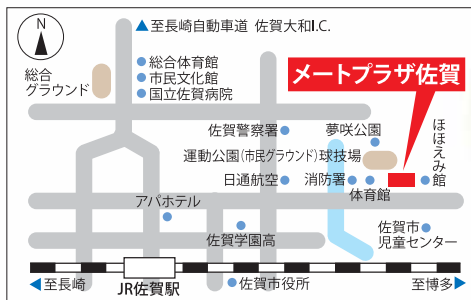 N
▲至長崎自動車道 佐賀大和I.C.
総合
グラウンド
総合体育館
市民文化館
国立佐賀病院
メートプラザ佐賀
佐賀警察署
夢咲公園
ほほえみ館
運動公園(市民グラウンド)球技場
日通航空
消防署
体育館
アパホテル
佐賀学園高
佐賀市
児童センター
◀至長崎
JR佐賀駅
佐賀市役所
至博多▶